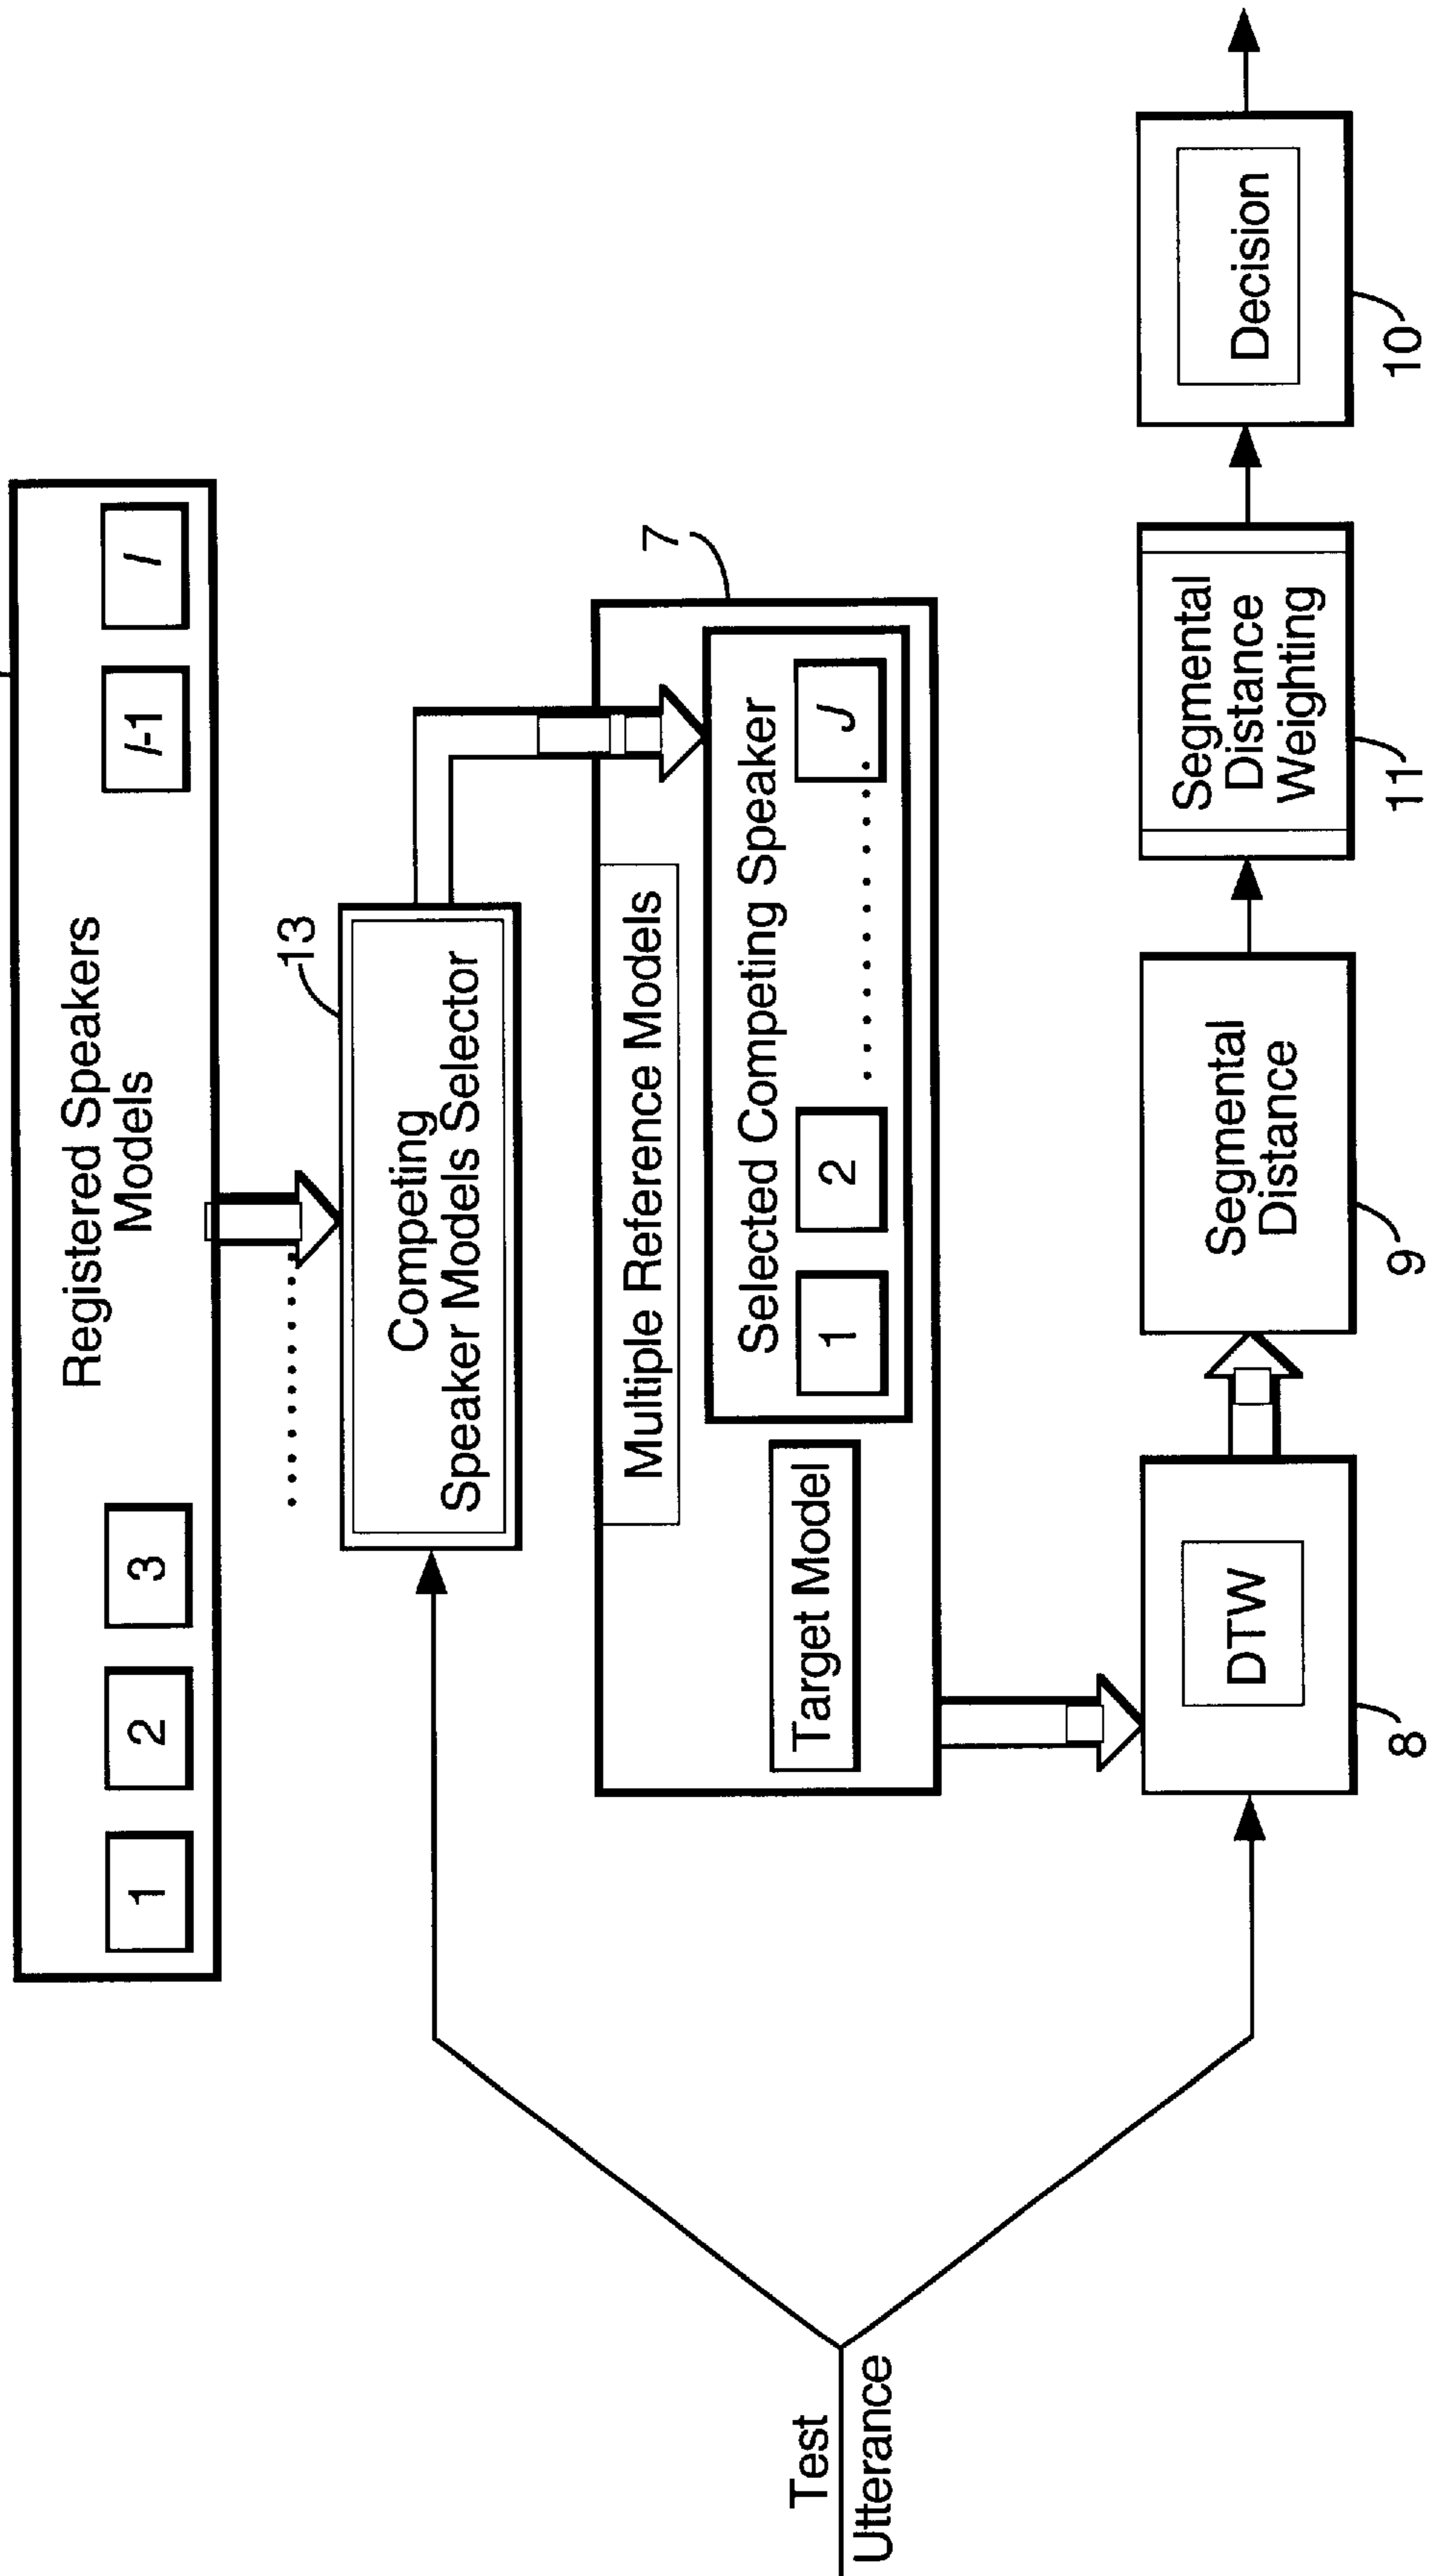 Registered Speakers
Models
1
2
3
I-1
I
13
Competing
Speaker Models Selector
7
Multiple Reference Models
Selected Competing Speaker
1
2
J
Target Model
Test
Utterance
DTW
8
Segmental
Distance
9
Segmental
Distance
Weighting
11
Decision
10